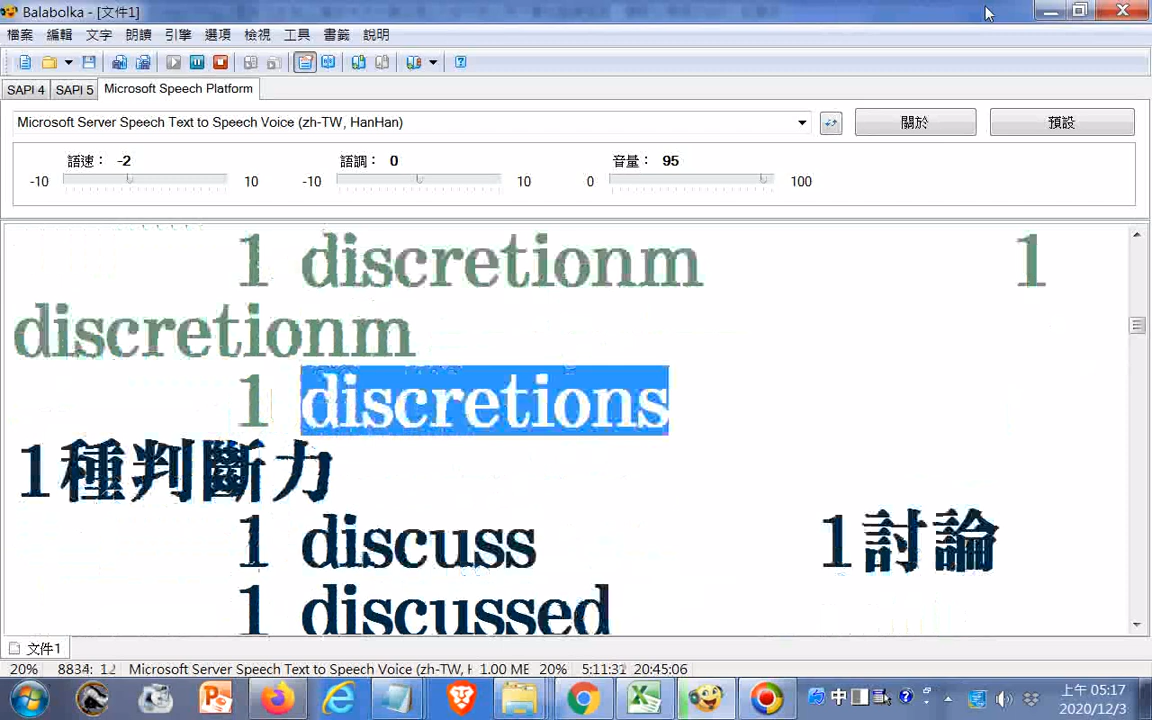 Balabolka - [文件1]
檔案 編輯 文字 朗讀 引擎 選項 檢視 工具 書籤 說明
SAPI 4 SAPI 5 Microsoft Speech Platform
Microsoft Server Speech Text to Speech Voice (zh-TW, HanHan) 關於 預設
語速: -2 語調: 0 音量: 95
-10 10 -10 10 0 100
1 discretionm 1
discretionm
1 discretions
1種判斷力
1 discuss 1討論
1 discussed
文件1
20% 8834: 12 Microsoft Server Speech Text to Speech Voice (zh-TW, 1.00 ME 20% 5:11:31 20:45:06
中 上午 05:17
2020/12/3